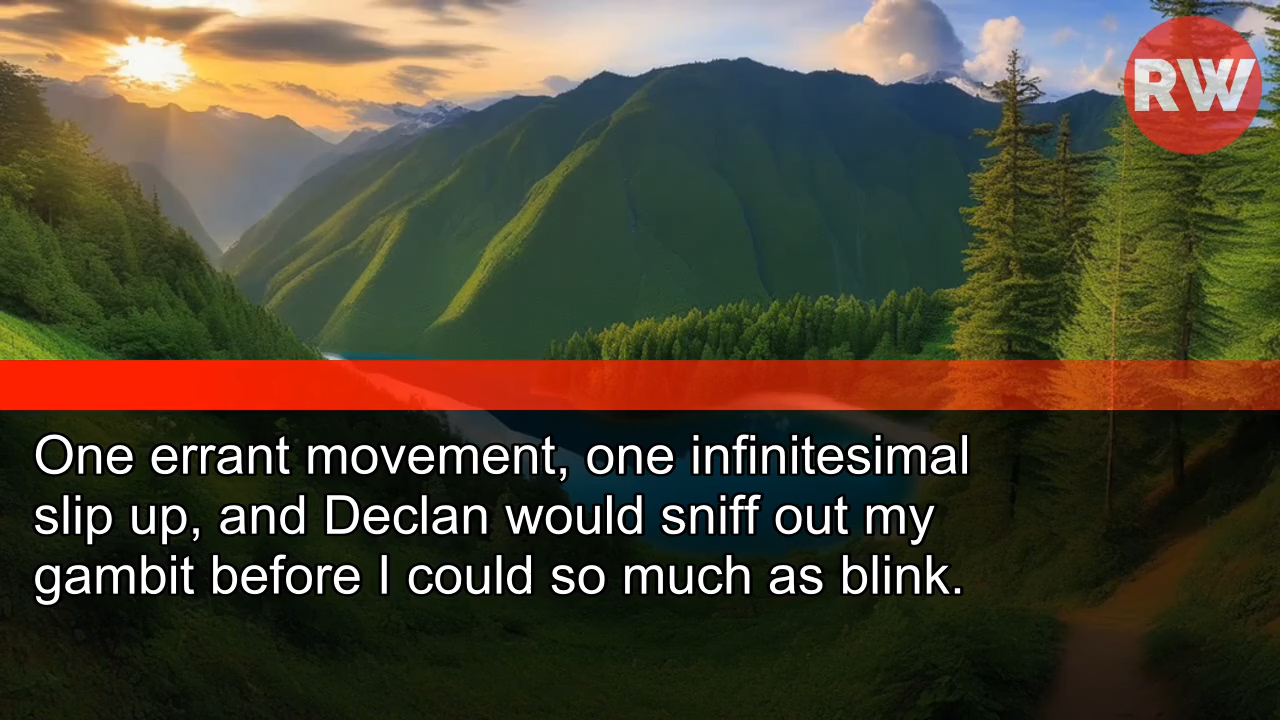 RW
One errant movement, one infinitesimal
slip up, and Declan would sniff out my
gambit before I could so much as blink.